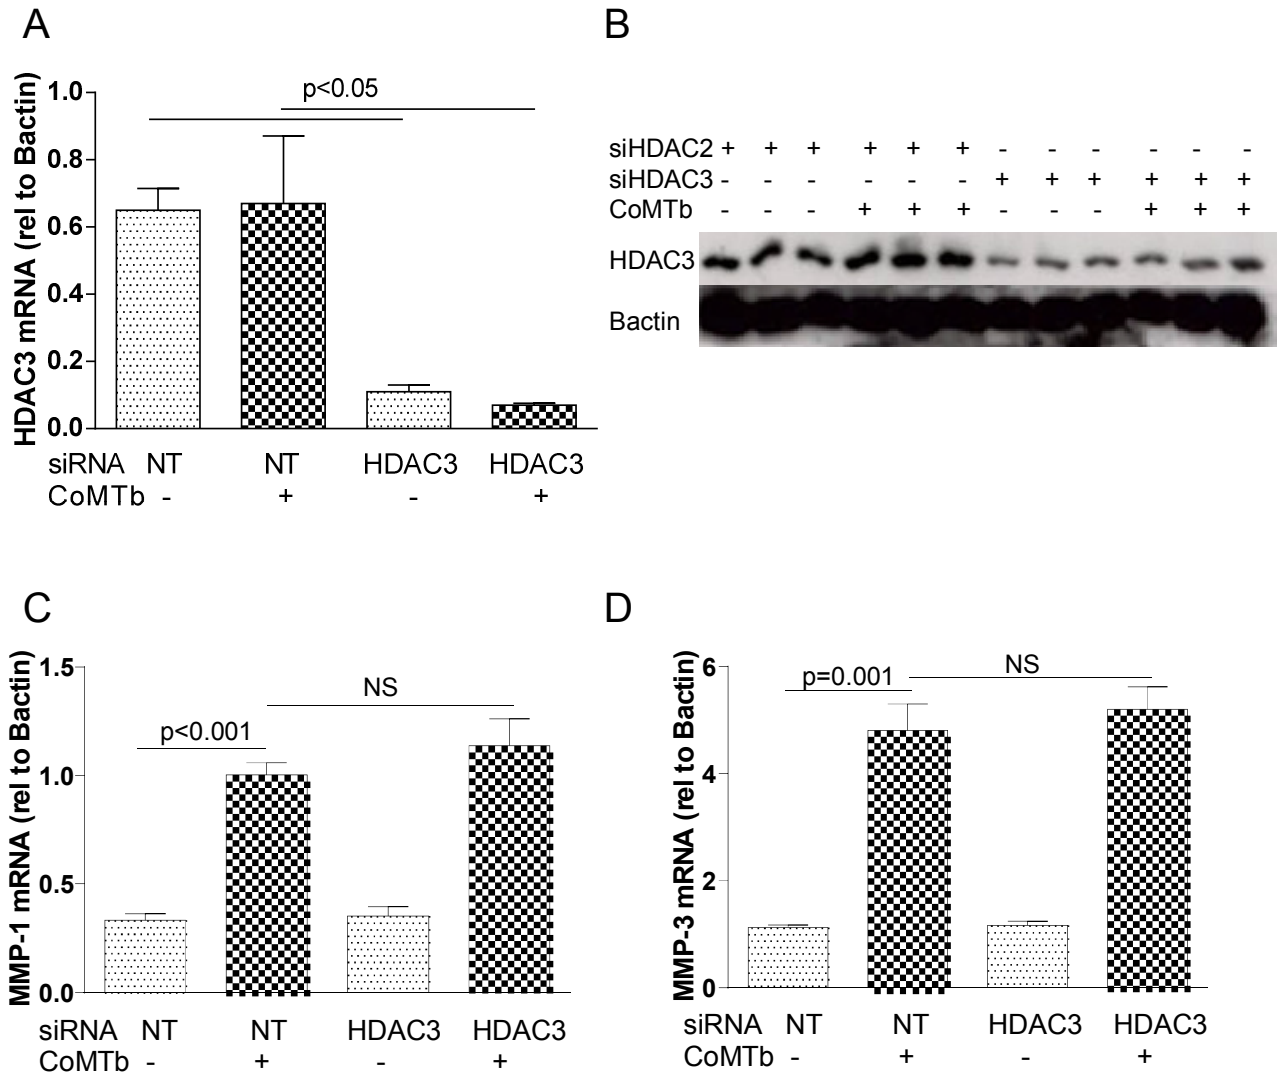 A
HDAC3 mRNA (rel to Bactin)
1.0
0.8
0.6
0.4
0.2
0.0
p<0.05
siRNA NT NT HDAC3 HDAC3
CoMTb - + - +
B
siHDAC2 + + + + + + - - - - - -
siHDAC3 - - - - - - + + + + + +
CoMTb - - - + + + - - - + + +
HDAC3
Bactin
C
MMP-1 mRNA (rel to Bactin)
1.5
1.0
0.5
0.0
NS
p<0.001
siRNA NT NT HDAC3 HDAC3
CoMTb - + - +
D
MMP-3 mRNA (rel to Bactin)
6
4
2
0
NS
p=0.001
siRNA NT NT HDAC3 HDAC3
CoMTb - + - +